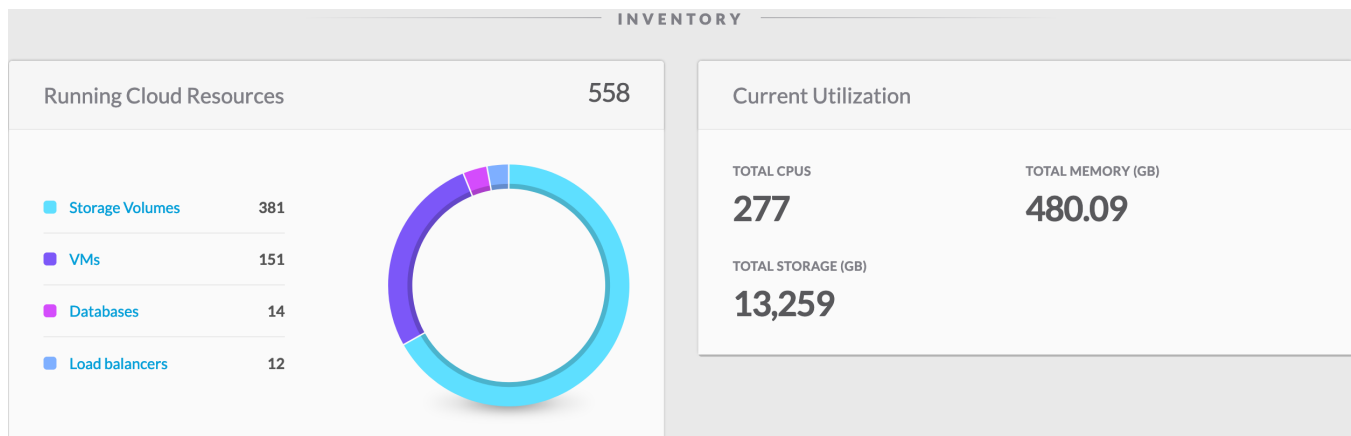 INVENTORY
Running Cloud Resources 558
Storage Volumes 381
VMs 151
Databases 14
Load balancers 12
Current Utilization
TOTAL CPUS
277
TOTAL MEMORY (GB)
480.09
TOTAL STORAGE (GB)
13,259